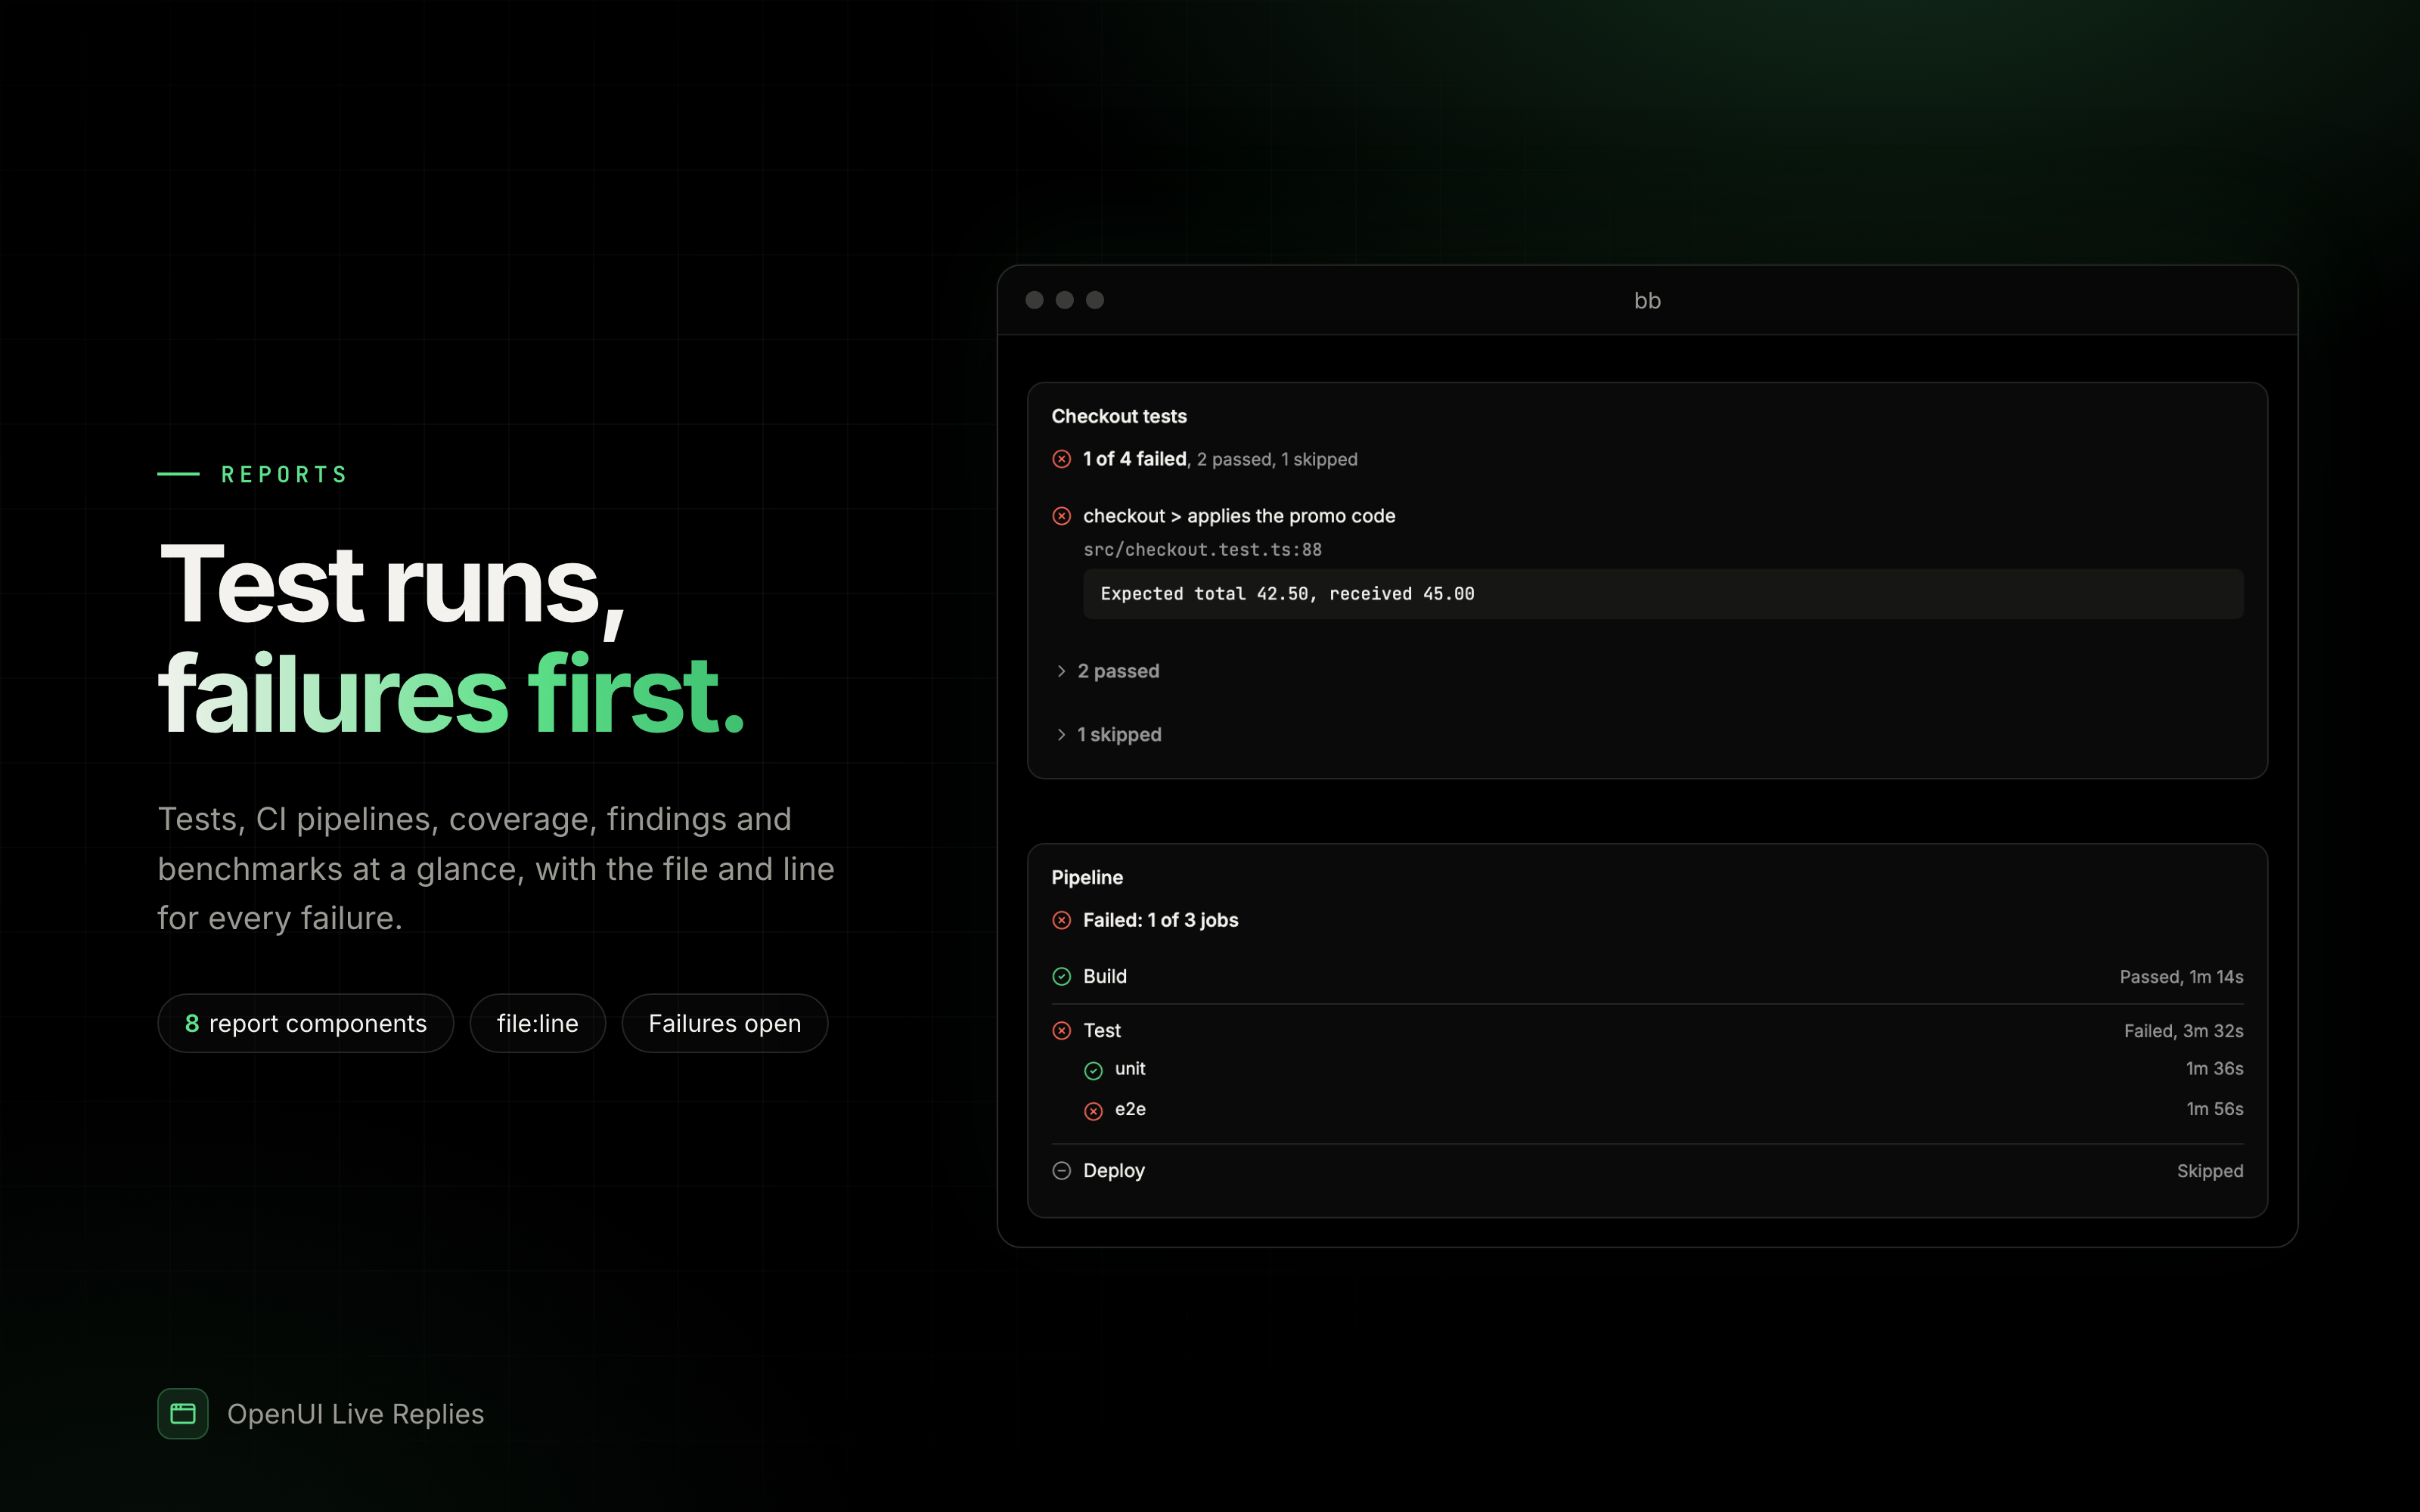 REPORTS
Test runs,
failures first.
Tests, CI pipelines, coverage, findings and
benchmarks at a glance, with the file and line
for every failure.
8 report components
file:line
Failures open
OpenUI Live Replies
bb
Checkout tests
1 of 4 failed, 2 passed, 1 skipped
checkout > applies the promo code
src/checkout.test.ts:88
Expected total 42.50, received 45.00
2 passed
1 skipped
Pipeline
Failed: 1 of 3 jobs
Build Passed, 1m 14s
Test Failed, 3m 32s
unit 1m 36s
e2e 1m 56s
Deploy Skipped